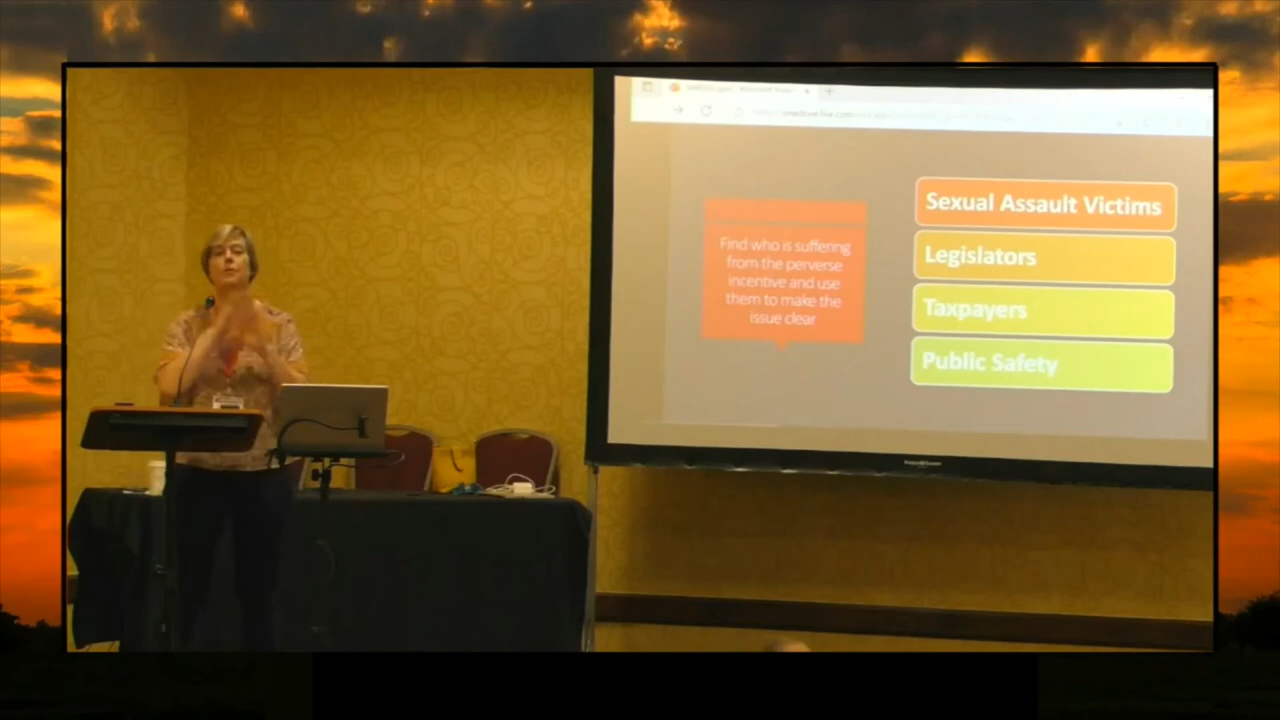 Find who is suffering
from the perverse
incentive and use
them to make the
issue clear
Sexual Assault Victims
Legislators
Taxpayers
Public Safety